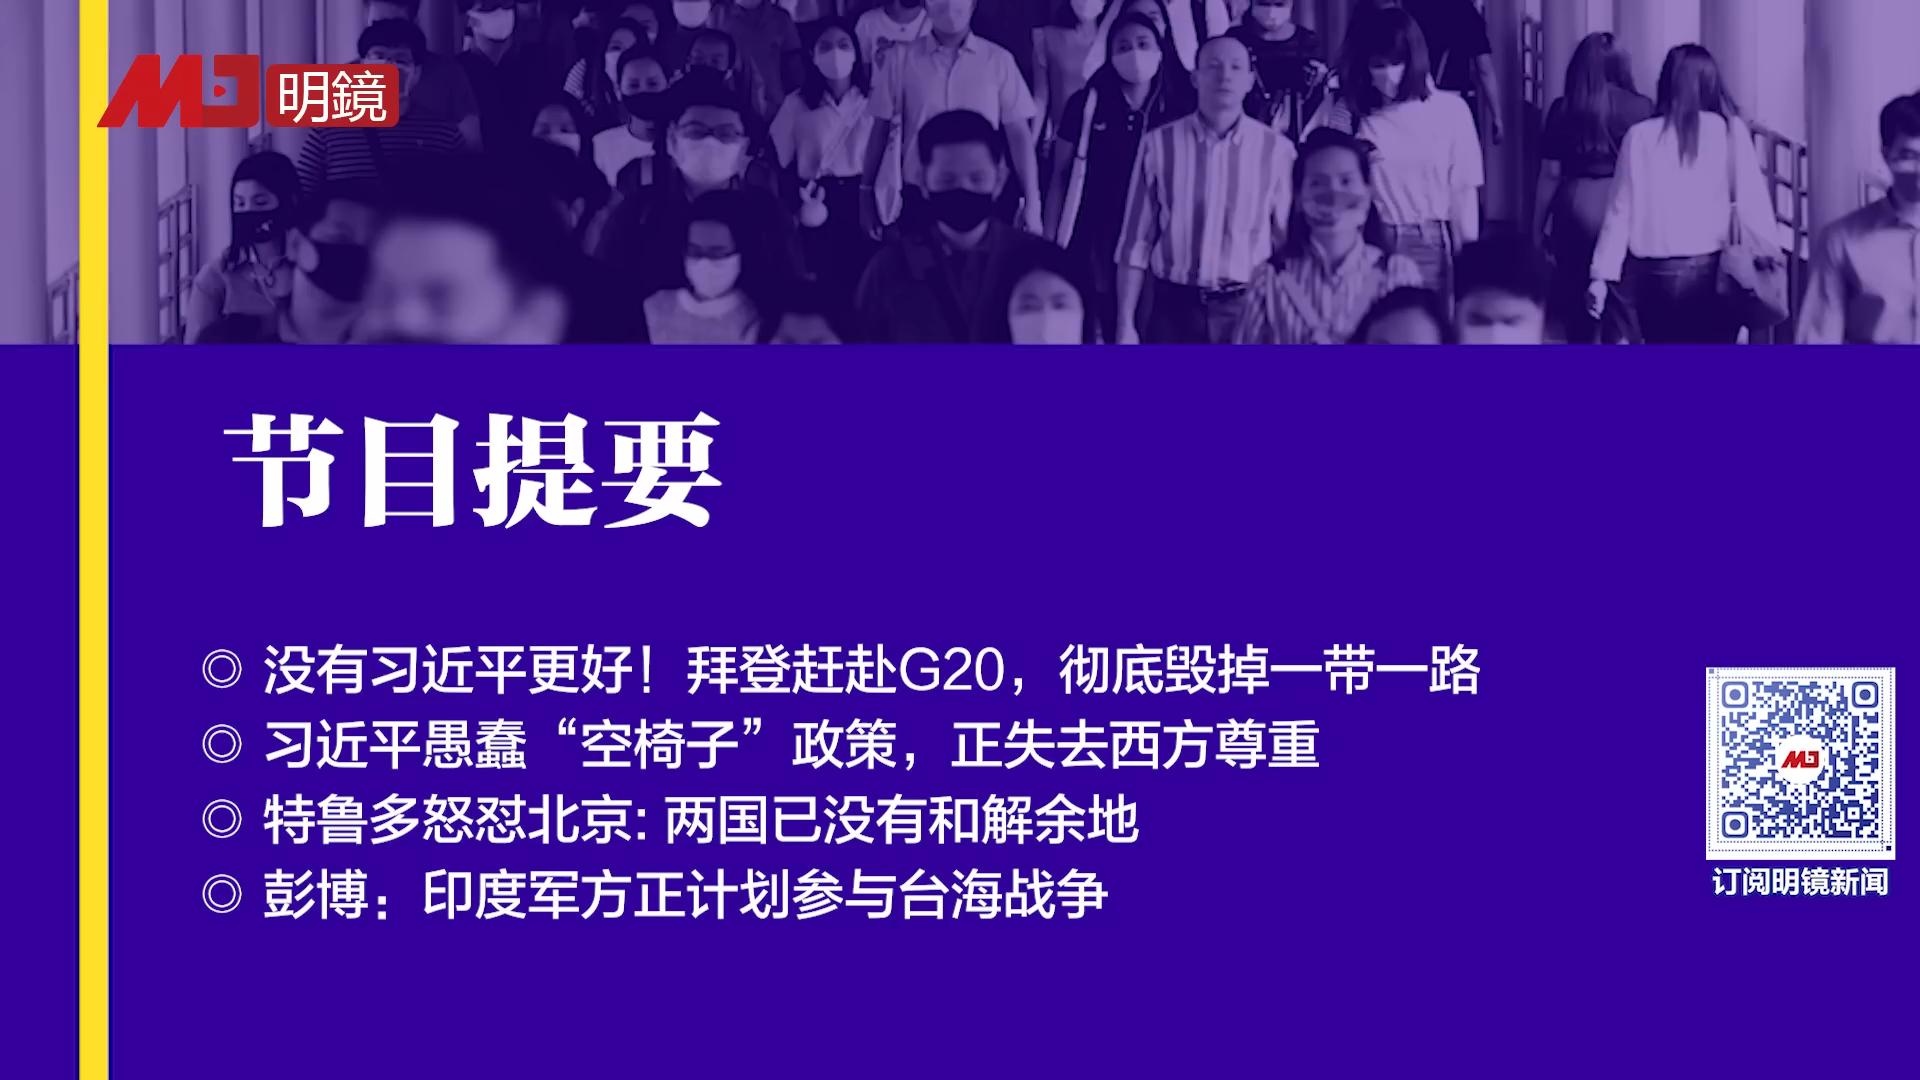 明鏡
节目提要
◎ 没有习近平更好！拜登赶赴G20，彻底毁掉一带一路
◎ 习近平愚蠢“空椅子”政策，正失去西方尊重
◎ 特鲁多怒怼北京: 两国已没有和解余地
◎ 彭博：印度军方正计划参与台海战争
订阅明镜新闻